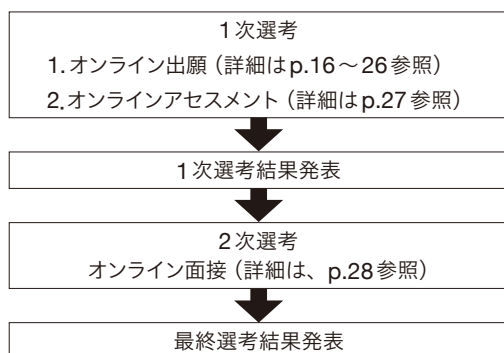 1次選考
1.オンライン出願（詳細はp.16～26参照）
2.オンラインアセスメント（詳細はp.27参照）
1次選考結果発表
2次選考
オンライン面接（詳細は、p.28参照）
最終選考結果発表